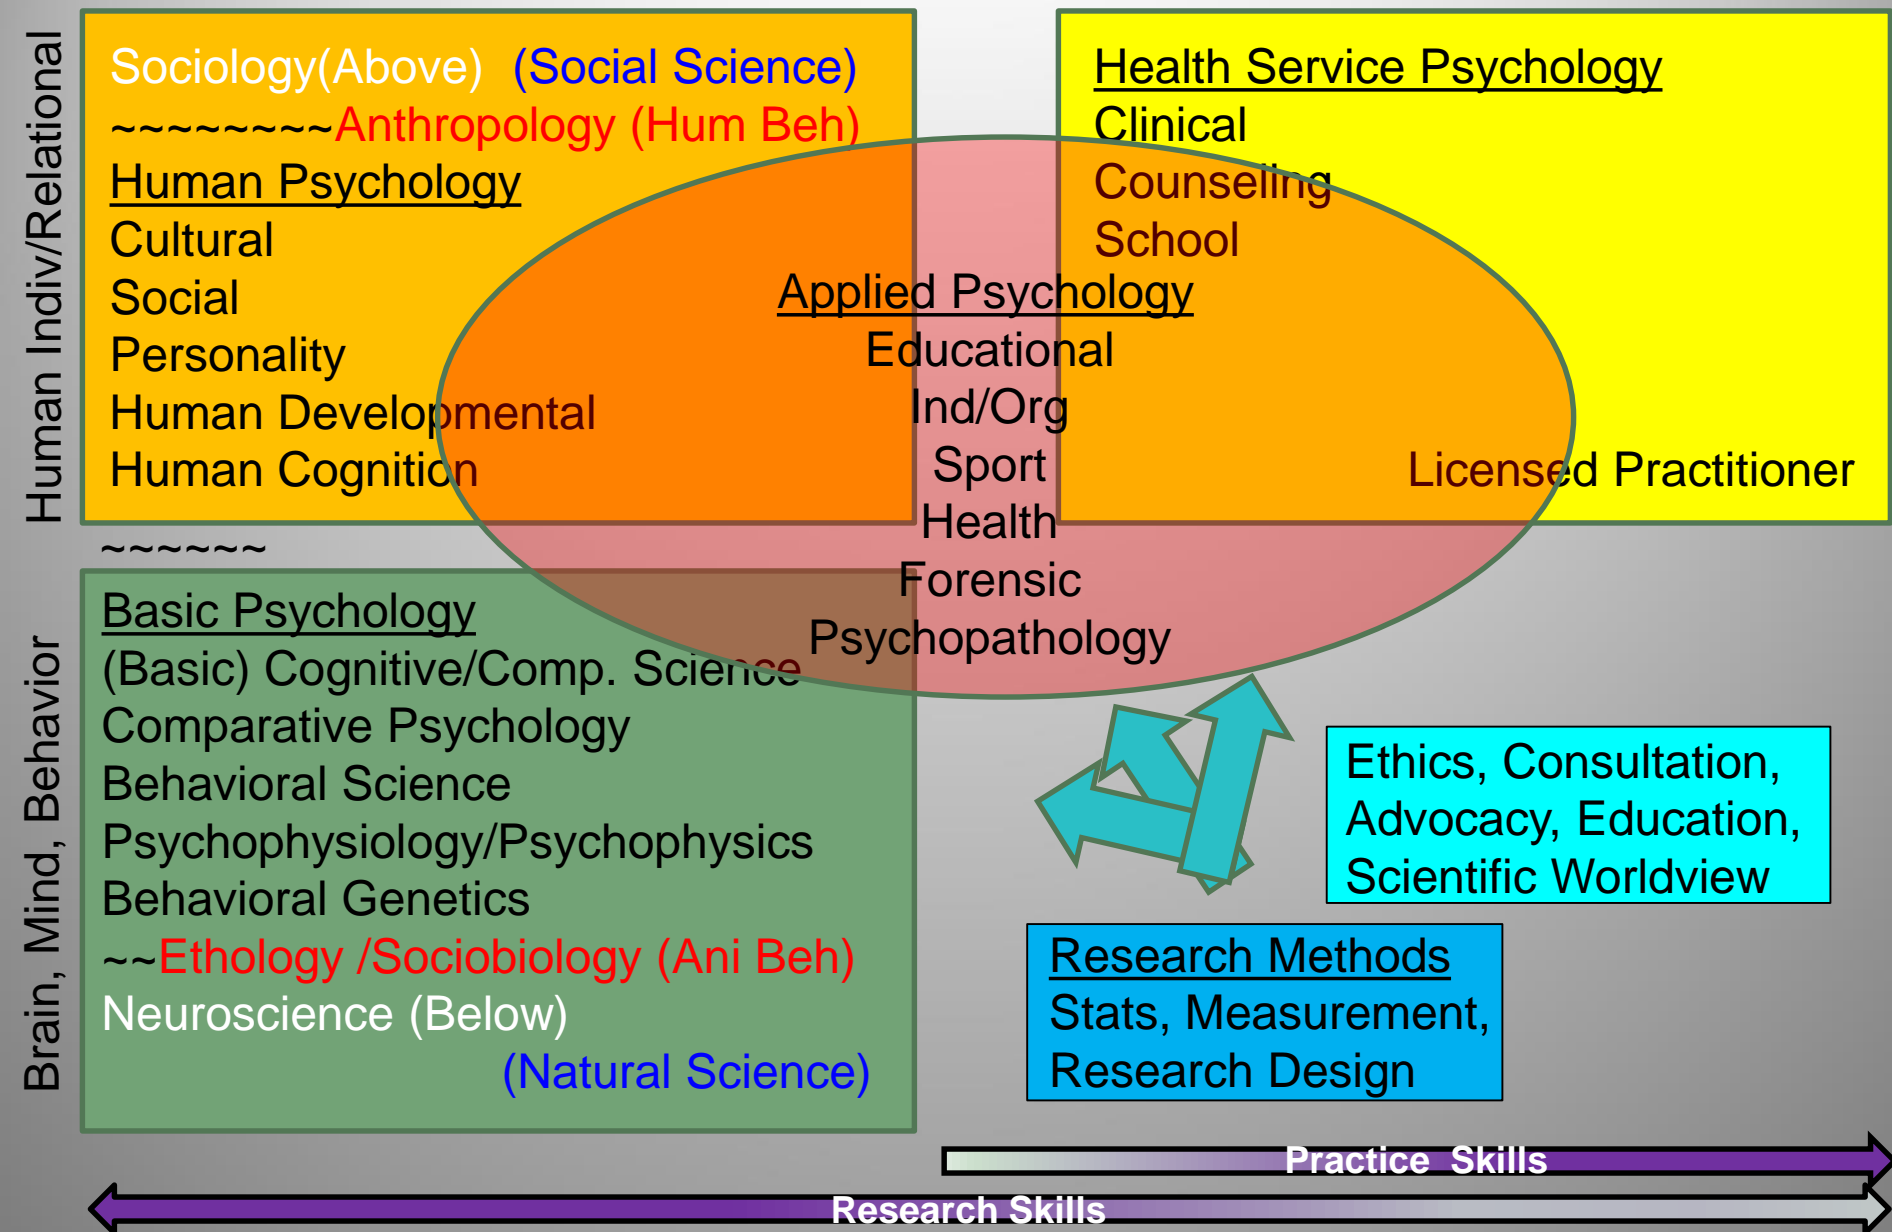 Human Indiv/Relational
Sociology(Above) (Social Science)
~~~~~~~~Anthropology (Hum Beh)
Human Psychology
Cultural
Social
Personality
Human Developmental
Human Cognition
~~~~~~
Health Service Psychology
Clinical
Counseling
School
Licensed Practitioner
Applied Psychology
Educational
Ind/Org
Sport
Health
Forensic
Psychopathology
Brain, Mind, Behavior
Basic Psychology
(Basic) Cognitive/Comp. Science
Comparative Psychology
Behavioral Science
Psychophysiology/Psychophysics
Behavioral Genetics
~~Ethology /Sociobiology (Ani Beh)
Neuroscience (Below)
(Natural Science)
Ethics, Consultation,
Advocacy, Education,
Scientific Worldview
Research Methods
Stats, Measurement,
Research Design
Practice Skills
Research Skills